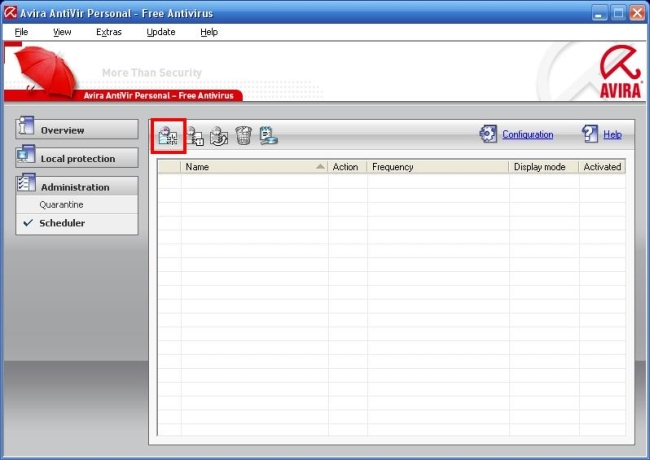 Avira AntiVir Personal - Free Antivirus
File View Extras Update Help
More Than Security
Avira AntiVir Personal – Free Antivirus
AVIRA
Overview
Local protection
Administration
Quarantine
Scheduler
Configuration Help
Name Action Frequency Display mode Activated